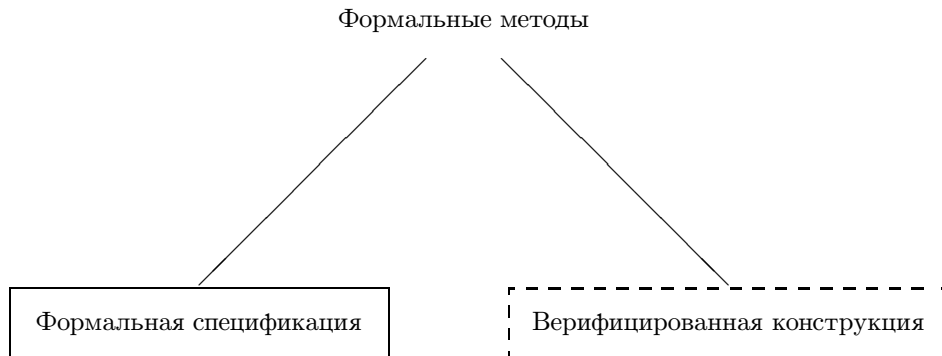 Формальные методы
Формальная спецификация
Верифицированная конструкция